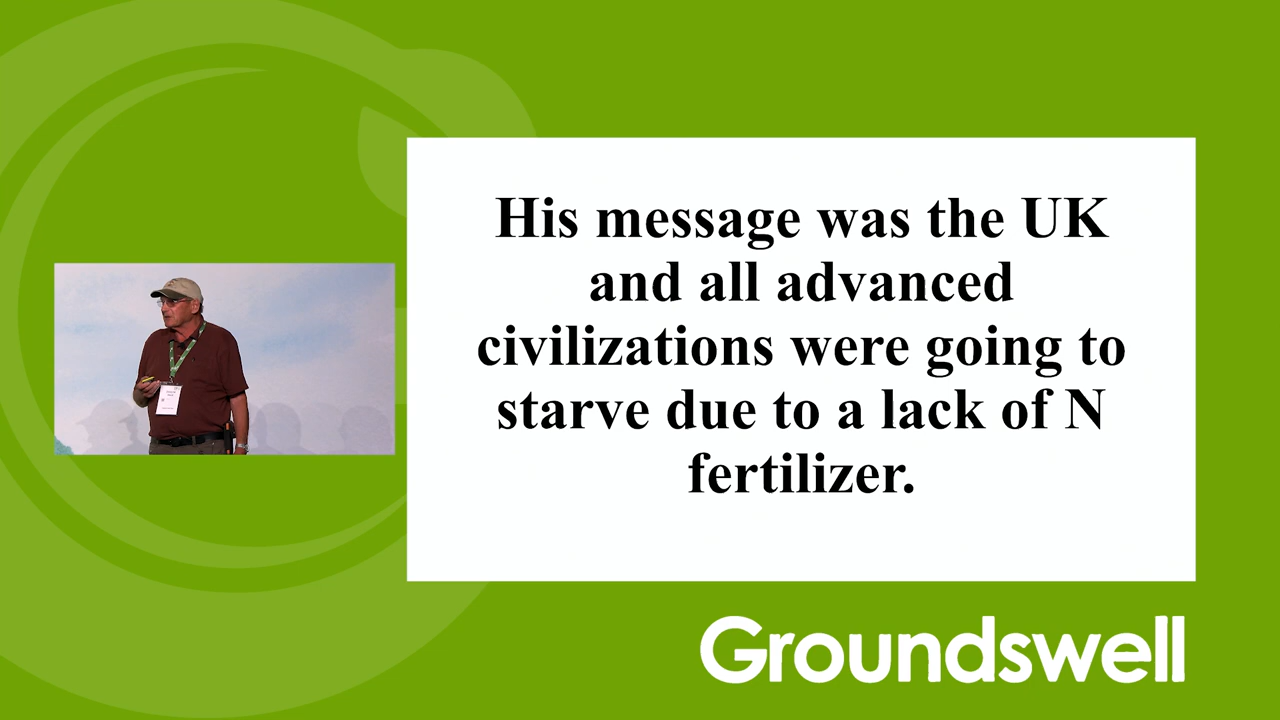 His message was the UK
and all advanced
civilizations were going to
starve due to a lack of N
fertilizer.
Groundswell